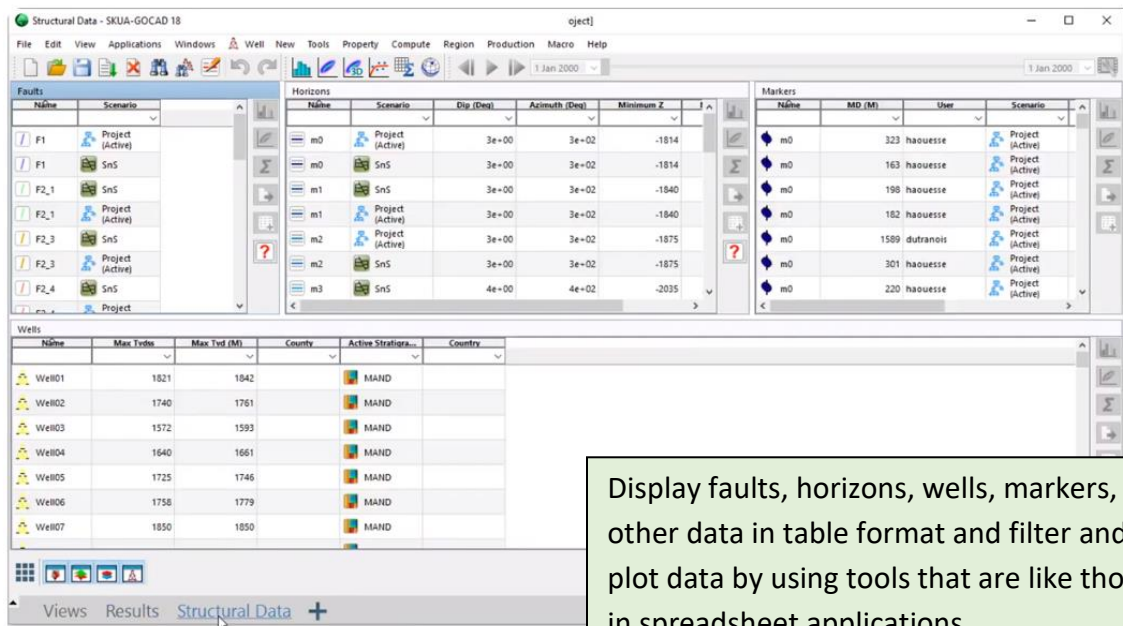 Structural Data - SKUA-GOCAD 18 oject]
File Edit View Applications Windows Well New Tools Property Compute Region Production Macro Help
3D 1 Jan 2000 1 Jan 2000
Faults
Name Scenario
F1 Project (Active)
F1 SnS
F2_1 SnS
F2_1 Project (Active)
F2_3 SnS
F2_3 Project (Active)
F2_4 SnS
Project
Horizons
Name Scenario Dip (Deg) Azimuth (Deg) Minimum Z
m0 Project (Active) 3e+00 3e+02 -1814
m0 SnS 3e+00 3e+02 -1814
m1 SnS 3e+00 3e+02 -1840
m1 Project (Active) 3e+00 3e+02 -1840
m2 Project (Active) 3e+00 3e+02 -1875
m2 SnS 3e+00 3e+02 -1875
m3 SnS 4e+00 4e+02 -2035
Markers
Name MD (M) User Scenario
m0 323 haouesse Project (Active)
m0 163 haouesse Project (Active)
m0 198 haouesse Project (Active)
m0 182 haouesse Project (Active)
m0 1589 dutranois Project (Active)
m0 301 haouesse Project (Active)
m0 220 haouesse Project (Active)
Wells
Name Max Tvdss Max Tvd (M) County Active Stratigra... Country
Well01 1821 1842 MAND
Well02 1740 1761 MAND
Well03 1572 1593 MAND
Well04 1640 1661 MAND
Well05 1725 1746 MAND
Well06 1758 1779 MAND
Well07 1850 1850 MAND
Views Results Structural Data +
Display faults, horizons, wells, markers,
other data in table format and filter and
plot data by using tools that are like
in spreadsheet applications